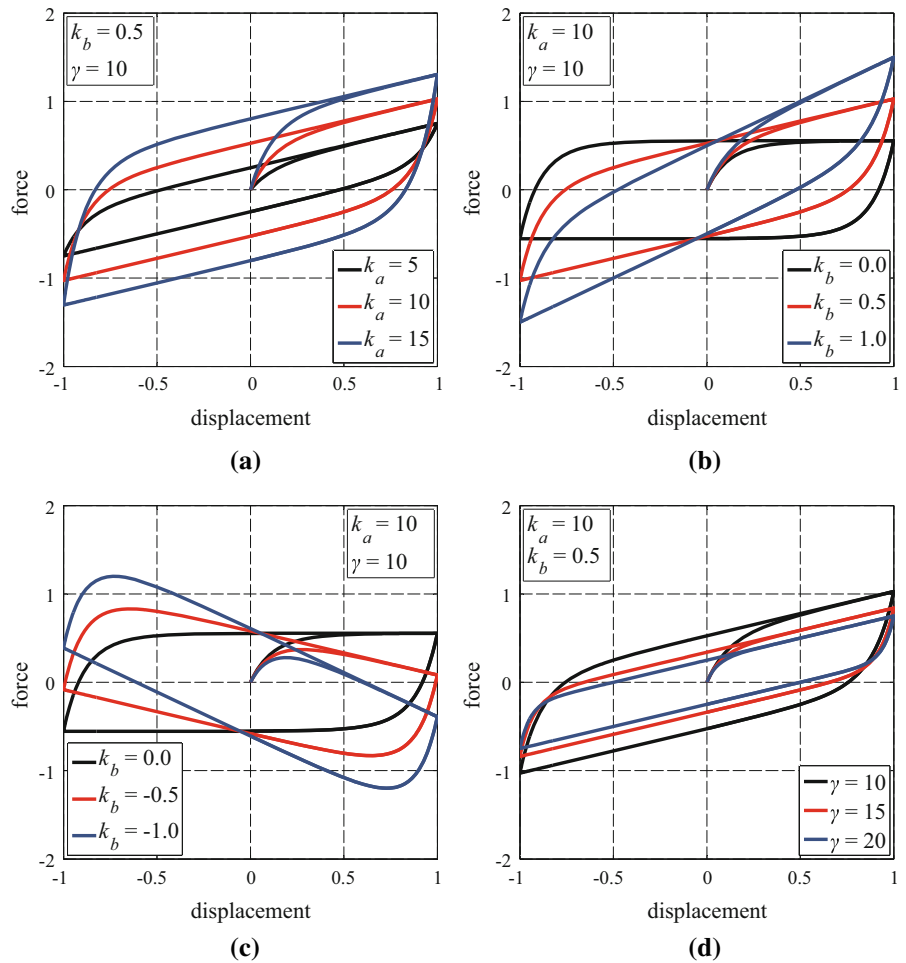 2
1
0
-1
-2
-1
-0.5
0
0.5
1
force
displacement
k_b = 0.5
γ = 10
k_a = 5
k_a = 10
k_a = 15
(a)
2
1
0
-1
-2
-1
-0.5
0
0.5
1
force
displacement
k_a = 10
γ = 10
k_b = 0.0
k_b = 0.5
k_b = 1.0
(b)
2
1
0
-1
-2
-1
-0.5
0
0.5
1
force
displacement
k_a = 10
γ = 10
k_b = 0.0
k_b = -0.5
k_b = -1.0
(c)
2
1
0
-1
-2
-1
-0.5
0
0.5
1
force
displacement
k_a = 10
k_b = 0.5
γ = 10
γ = 15
γ = 20
(d)